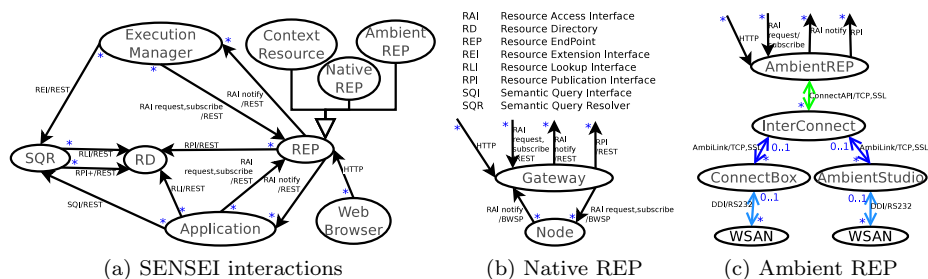 Execution
Manager
Context
Resource
Ambient
REP
Native
REP
REI/REST
RAI request,subscribe
/REST
RAI notify
/REST
SQR
RLI/REST
RPI+/REST
RD
RPI/REST
REP
RAI
request,subscribe
/REST
RAI notify
/REST
HTTP
RLI/REST
SQI/REST
Application
Web
Browser
(a) SENSEI interactions
RAI Resource Access Interface
RD Resource Directory
REP Resource EndPoint
REI Resource Extension Interface
RLI Resource Lookup Interface
RPI Resource Publication Interface
SQI Semantic Query Interface
SQR Semantic Query Resolver
HTTP
RAI
request,
subscribe
/REST
RAI
notify
/REST
RPI
/REST
Gateway
RAI notify
/BWSP
RAI request,subscribe
/BWSP
Node
(b) Native REP
HTTP
RAI
request/
subscribe
RAI notify
RPI
AmbientREP
ConnectAPI/TCP,SSL
InterConnect
AmbiLink/TCP,SSL
0..1
0..1
AmbiLink/TCP,SSL
ConnectBox
AmbientStudio
DDI/RS232
0..1
DDI/RS232
0..1
WSAN
WSAN
(c) Ambient REP